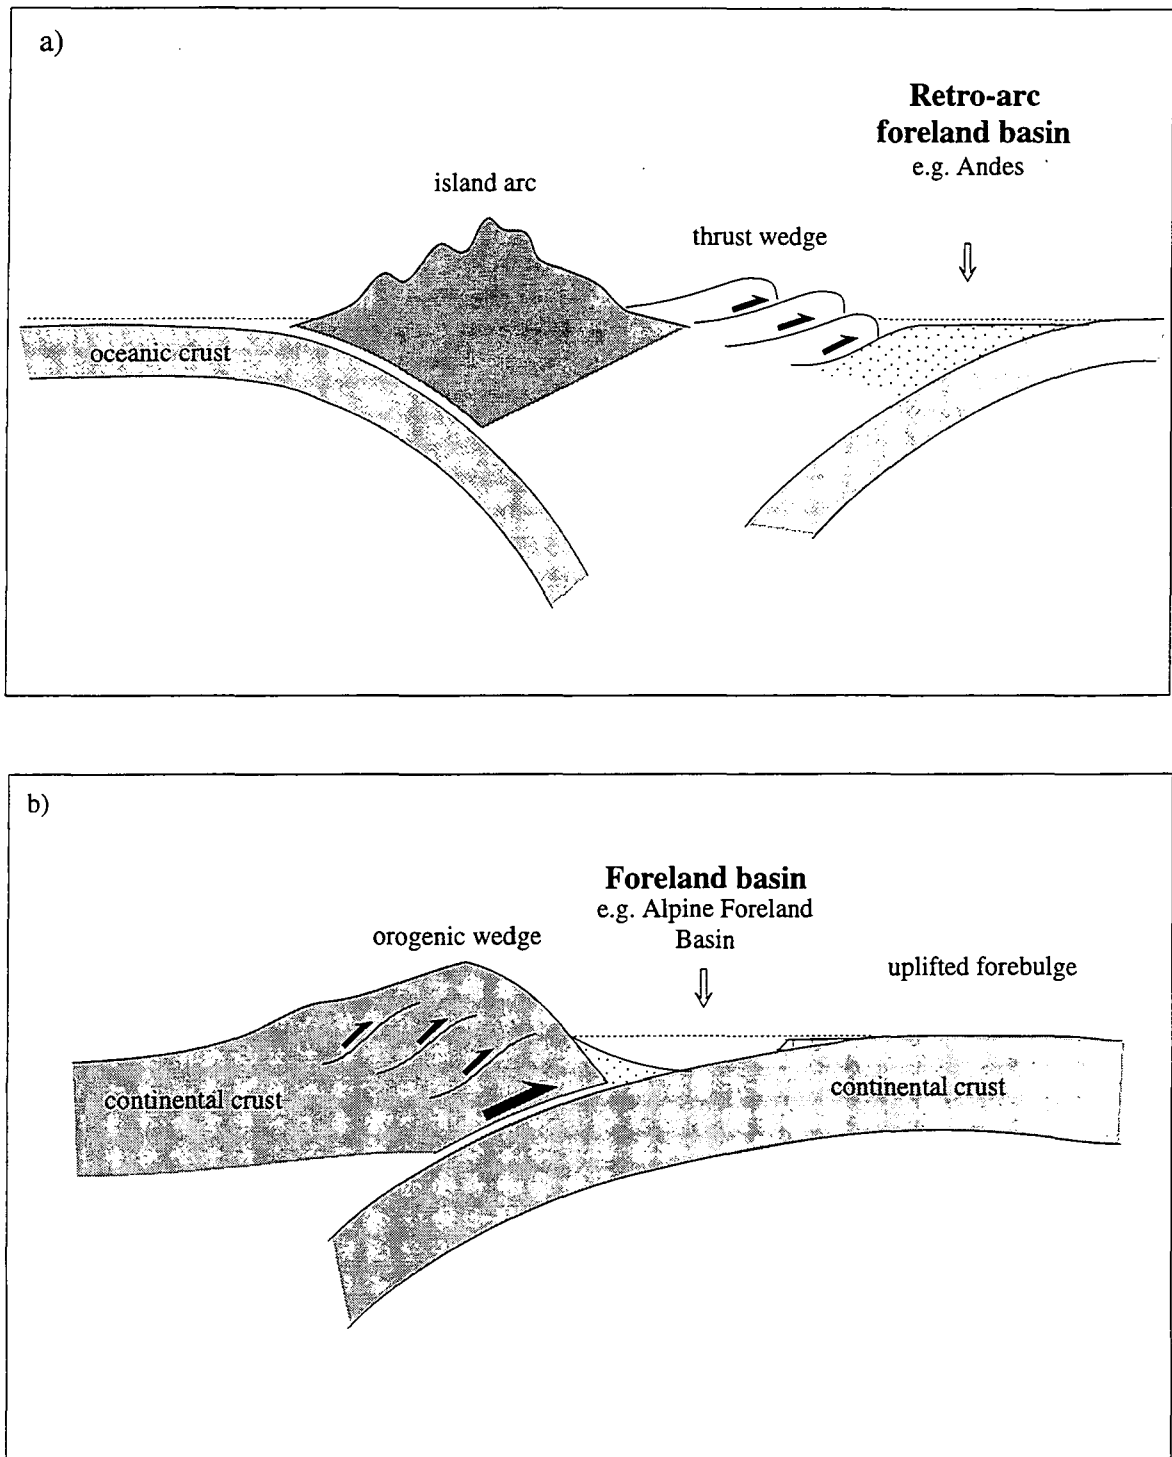 a)
Retro-arc
foreland basin
e.g. Andes
island arc
thrust wedge
oceanic crust
b)
Foreland basin
e.g. Alpine Foreland
Basin
orogenic wedge
uplifted forebulge
continental crust
continental crust